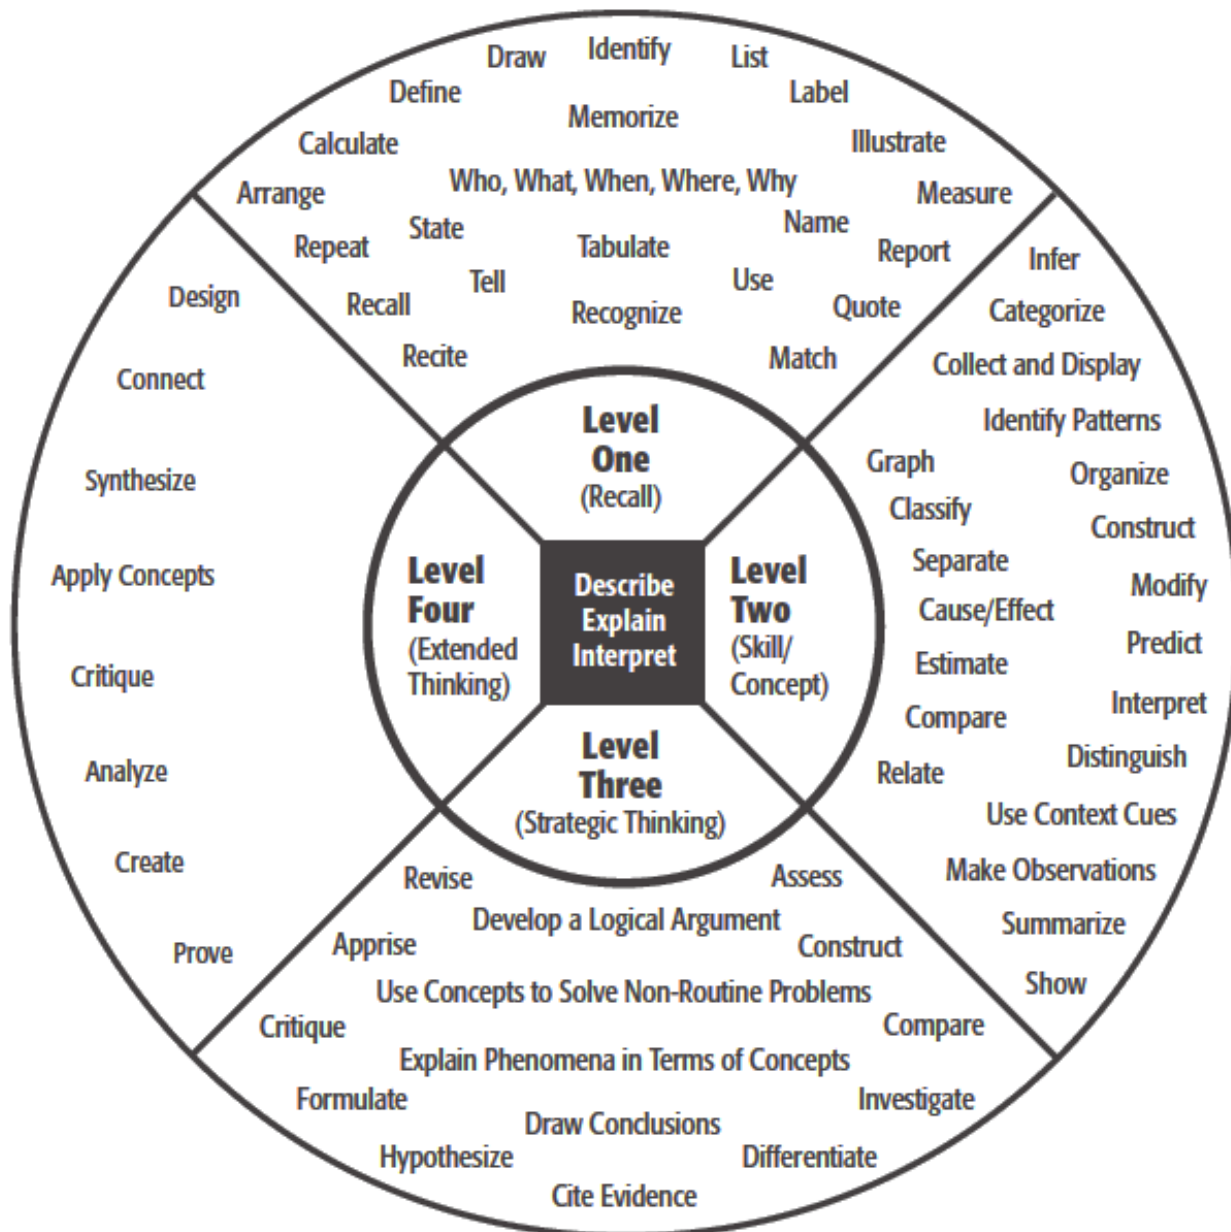 Draw
Identify
List
Define
Label
Memorize
Calculate
Illustrate
Arrange
Who, What, When, Where, Why
Measure
Repeat
State
Tabulate
Name
Report
Recall
Tell
Recognize
Use
Quote
Recite
Match
Level
One
(Recall)
Infer
Categorize
Collect and Display
Identify Patterns
Graph
Organize
Classify
Construct
Separate
Modify
Cause/Effect
Predict
Estimate
Interpret
Compare
Distinguish
Relate
Use Context Cues
Make Observations
Summarize
Show
Level
Two
(Skill/
Concept)
Describe
Explain
Interpret
Level
Three
(Strategic Thinking)
Revise
Assess
Develop a Logical Argument
Apprise
Construct
Use Concepts to Solve Non-Routine Problems
Critique
Compare
Explain Phenomena in Terms of Concepts
Formulate
Investigate
Draw Conclusions
Hypothesize
Differentiate
Cite Evidence
Level
Four
(Extended
Thinking)
Design
Connect
Synthesize
Apply Concepts
Critique
Analyze
Create
Prove